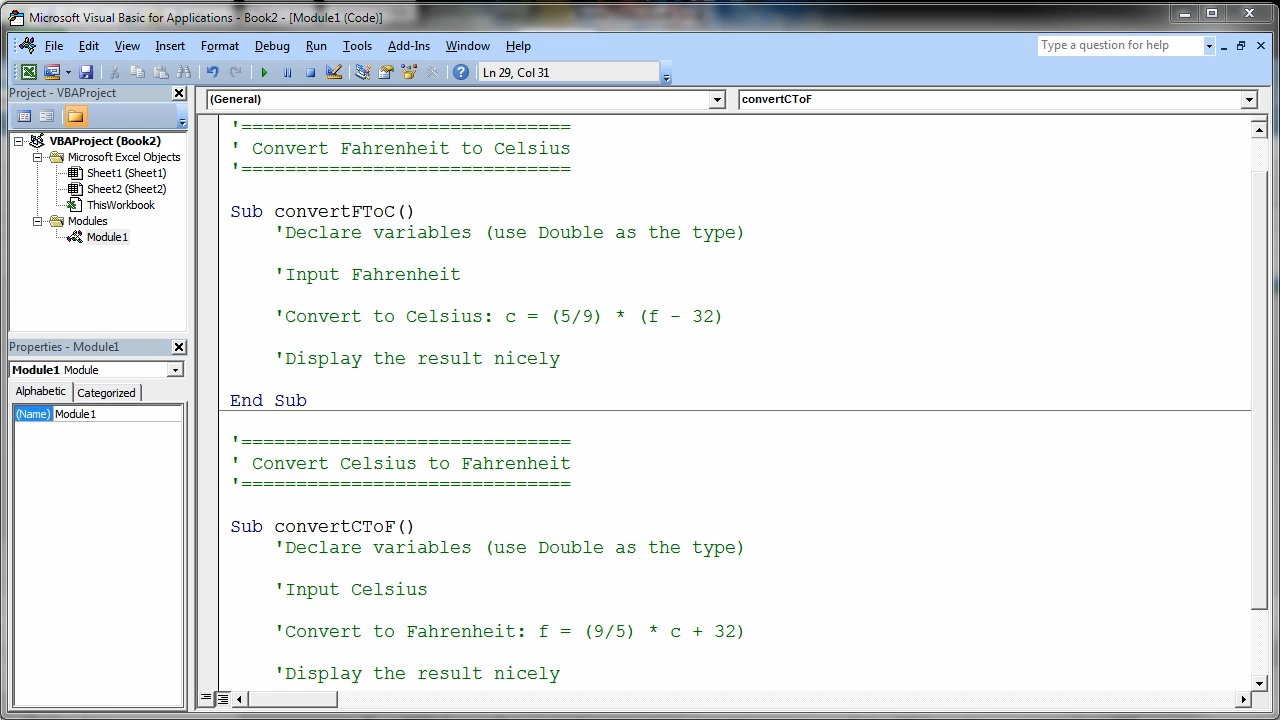 Microsoft Visual Basic for Applications - Book2 - [Module1 (Code)]
File Edit View Insert Format Debug Run Tools Add-Ins Window Help
Type a question for help
Ln 29, Col 31
Project - VBAProject
(General)
convertCToF
VBAProject (Book2)
Microsoft Excel Objects
Sheet1 (Sheet1)
Sheet2 (Sheet2)
ThisWorkbook
Modules
Module1
Properties - Module1
Module1 Module
Alphabetic Categorized
(Name) Module1
'==============================
' Convert Fahrenheit to Celsius
'==============================
Sub convertFToC()
'Declare variables (use Double as the type)
'Input Fahrenheit
'Convert to Celsius: c = (5/9) * (f - 32)
'Display the result nicely
End Sub
'==============================
' Convert Celsius to Fahrenheit
'==============================
Sub convertCToF()
'Declare variables (use Double as the type)
'Input Celsius
'Convert to Fahrenheit: f = (9/5) * c + 32)
'Display the result nicely